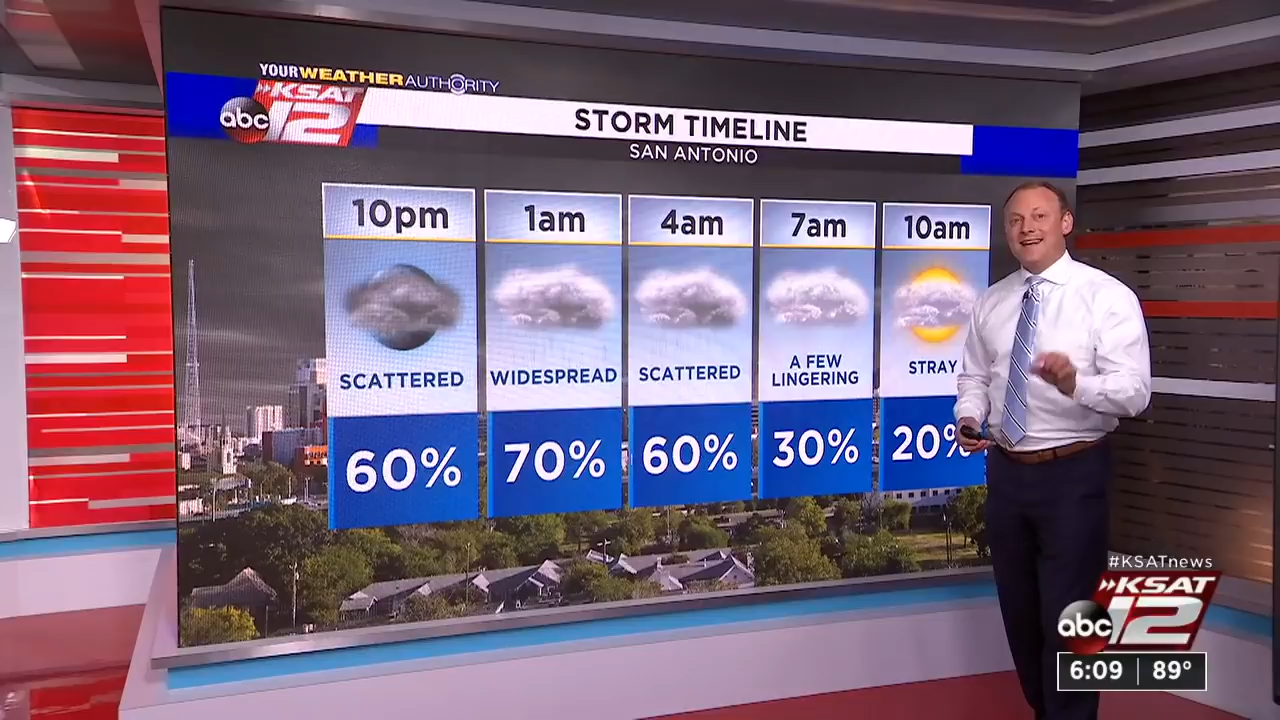 YOUR WEATHER AUTHORITY
abc KSAT 12
STORM TIMELINE
SAN ANTONIO
10pm 1am 4am 7am 10am
SCATTERED WIDESPREAD SCATTERED A FEW LINGERING STRAY
60% 70% 60% 30% 20%
#KSATnews
KSAT
abc 12
6:09 89°